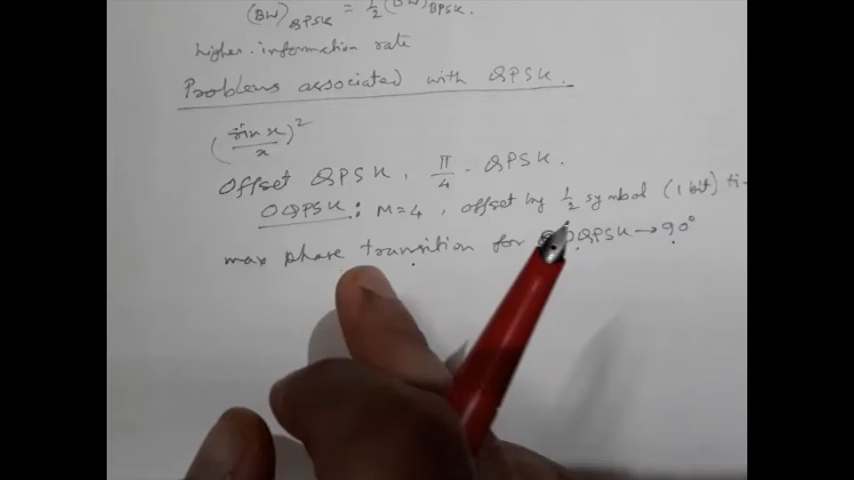 (BW)QPSK = 1/2 (BW)BPSK.
higher information rate
Problems associated with QPSK.
(sin x / x)²
Offset QPSK, π/4 - QPSK.
OQPSK: M=4, offset by 1/2 symbol (1 bit) ti
max phase transition for OQPSK → 90°